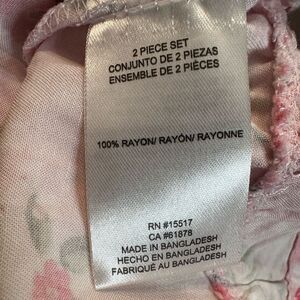 2 PIECE SET
CONJUNTO DE 2 PIEZAS
ENSEMBLE DE 2 PIÈCES
100% RAYON/ RAYÓN/ RAYONNE
RN #15517
CA #61878
MADE IN BANGLADESH
HECHO EN BANGLADESH
FABRIQUÉ AU BANGLADESH